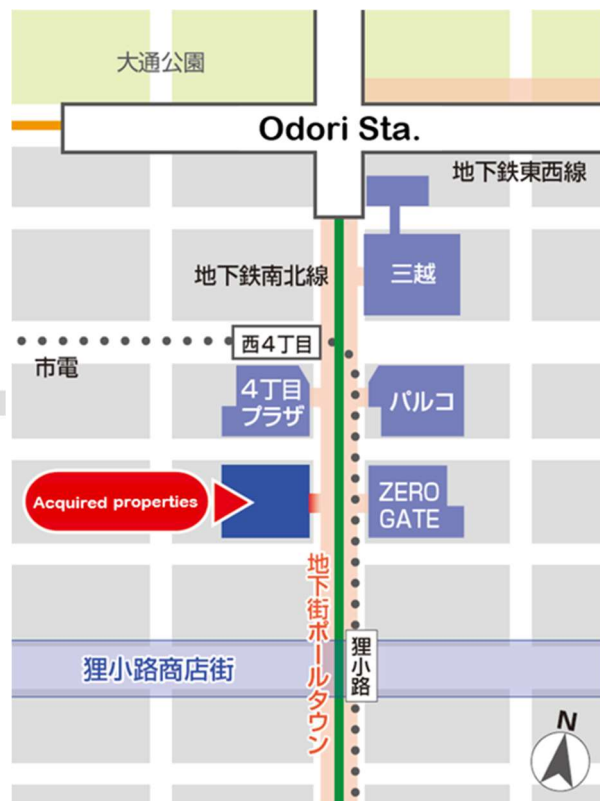 大通公園
Odori Sta.
地下鉄東西線
地下鉄南北線
三越
西4丁目
市電
4丁目
プラザ
パルコ
Acquired properties
ZERO
GATE
地下街ポールタウン
狸小路
狸小路商店街
N